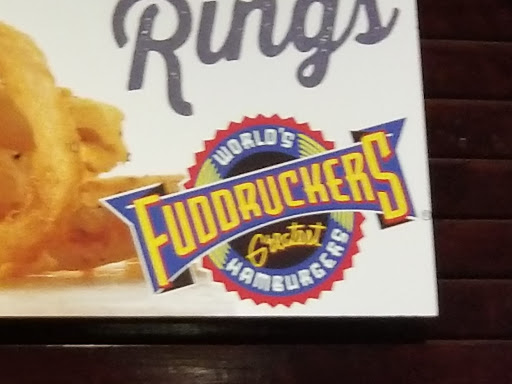 Rings
WORLD'S
FUDDRUCKERS
Greatest
HAMBURGERS